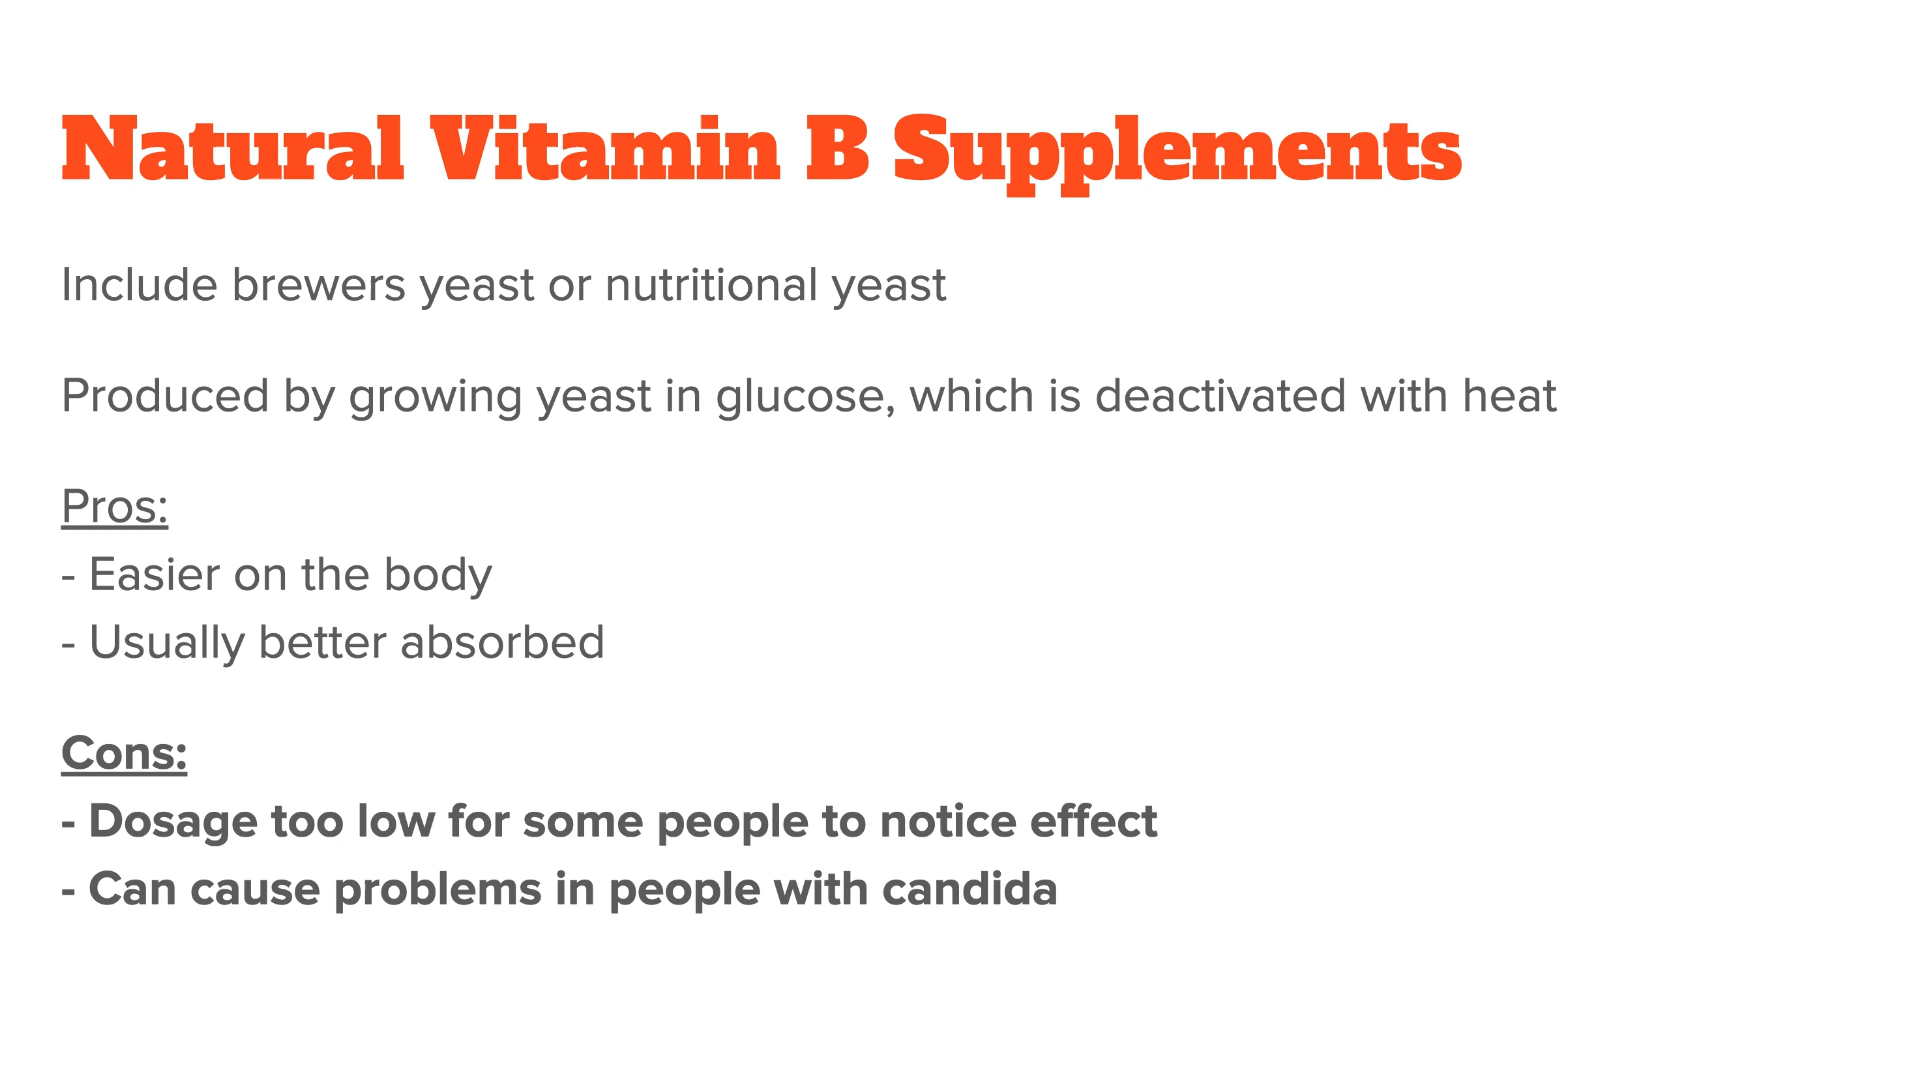 Natural Vitamin B Supplements
Include brewers yeast or nutritional yeast
Produced by growing yeast in glucose, which is deactivated with heat
Pros:
- Easier on the body
- Usually better absorbed
Cons:
- Dosage too low for some people to notice effect
- Can cause problems in people with candida